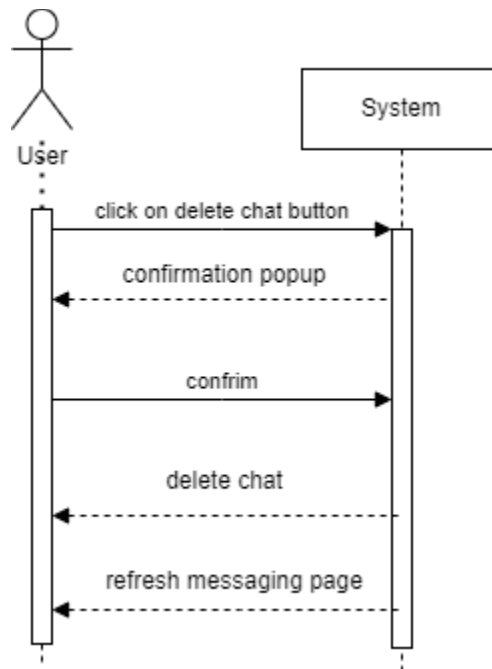 System
User
click on delete chat button
confirmation popup
confrim
delete chat
refresh messaging page